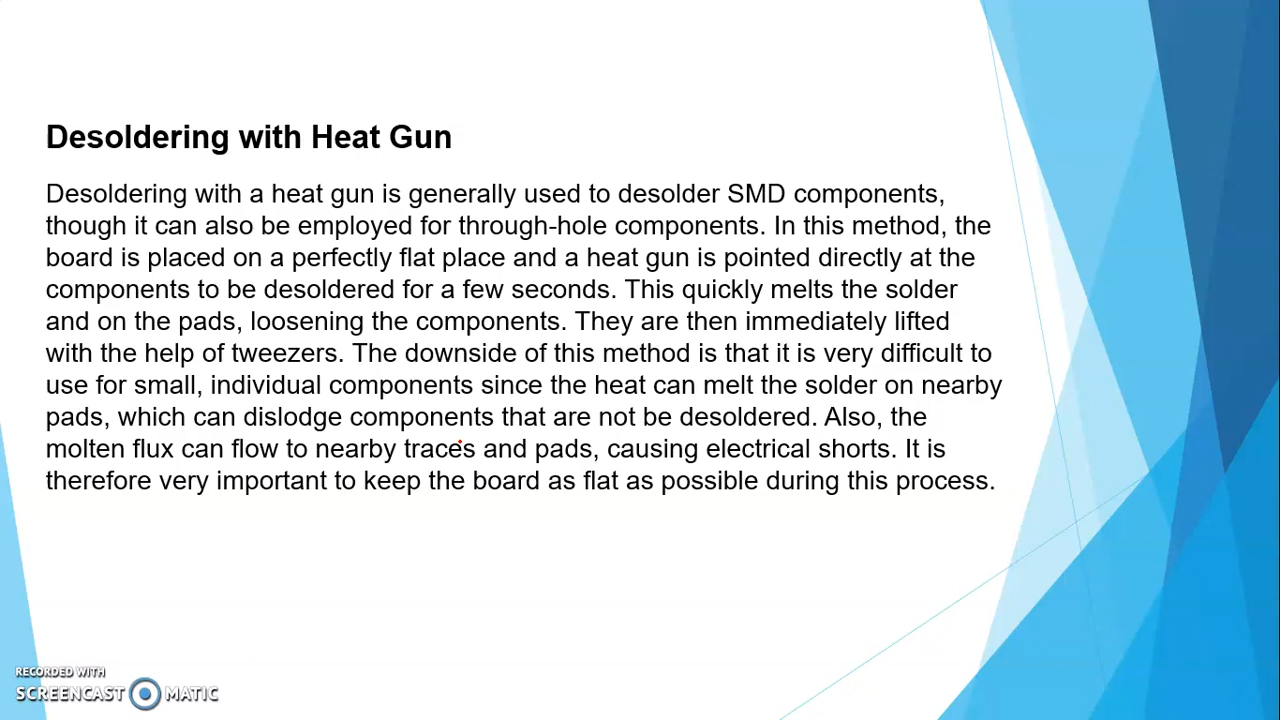 Desoldering with Heat Gun
Desoldering with a heat gun is generally used to desolder SMD components,
though it can also be employed for through-hole components. In this method, the
board is placed on a perfectly flat place and a heat gun is pointed directly at the
components to be desoldered for a few seconds. This quickly melts the solder
and on the pads, loosening the components. They are then immediately lifted
with the help of tweezers. The downside of this method is that it is very difficult to
use for small, individual components since the heat can melt the solder on nearby
pads, which can dislodge components that are not be desoldered. Also, the
molten flux can flow to nearby traces and pads, causing electrical shorts. It is
therefore very important to keep the board as flat as possible during this process.
RECORDED WITH
SCREENCAST MATIC